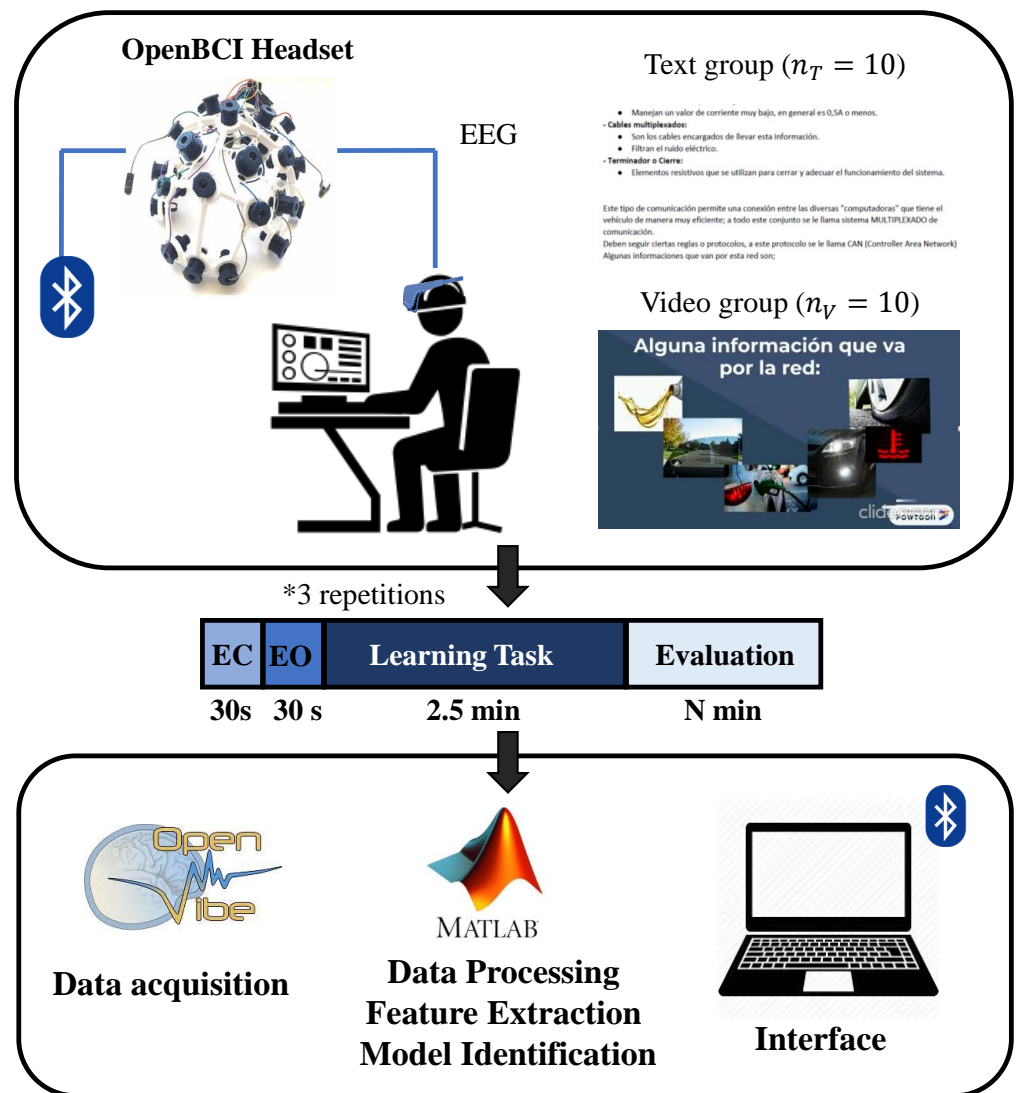 OpenBCI Headset
EEG
Text group (n_T = 10)
● Manejan un valor de corriente muy bajo, en general es 0,5A o menos.
- Cables multiplexados:
● Son los cables encargados de llevar esta información.
● Filtran el ruido eléctrico.
- Terminador o Cierre:
● Elementos resistivos que se utilizan para cerrar y adecuar el funcionamiento del sistema.
Este tipo de comunicación permite una conexión entre las diversas "computadoras" que tiene el
vehículo de manera muy eficiente; a todo este conjunto se le llama sistema MULTIPLEXADO de
comunicación.
Deben seguir ciertas reglas o protocolos, a este protocolo se le llama CAN (Controller Area Network)
Algunas informaciones que van por esta red son;
Video group (n_V = 10)
Alguna información que va
por la red:
POWTOON
*3 repetitions
EC EO Learning Task Evaluation
30s 30 s 2.5 min N min
Open
Vibe
Data acquisition
MATLAB
Data Processing
Feature Extraction
Model Identification
Interface